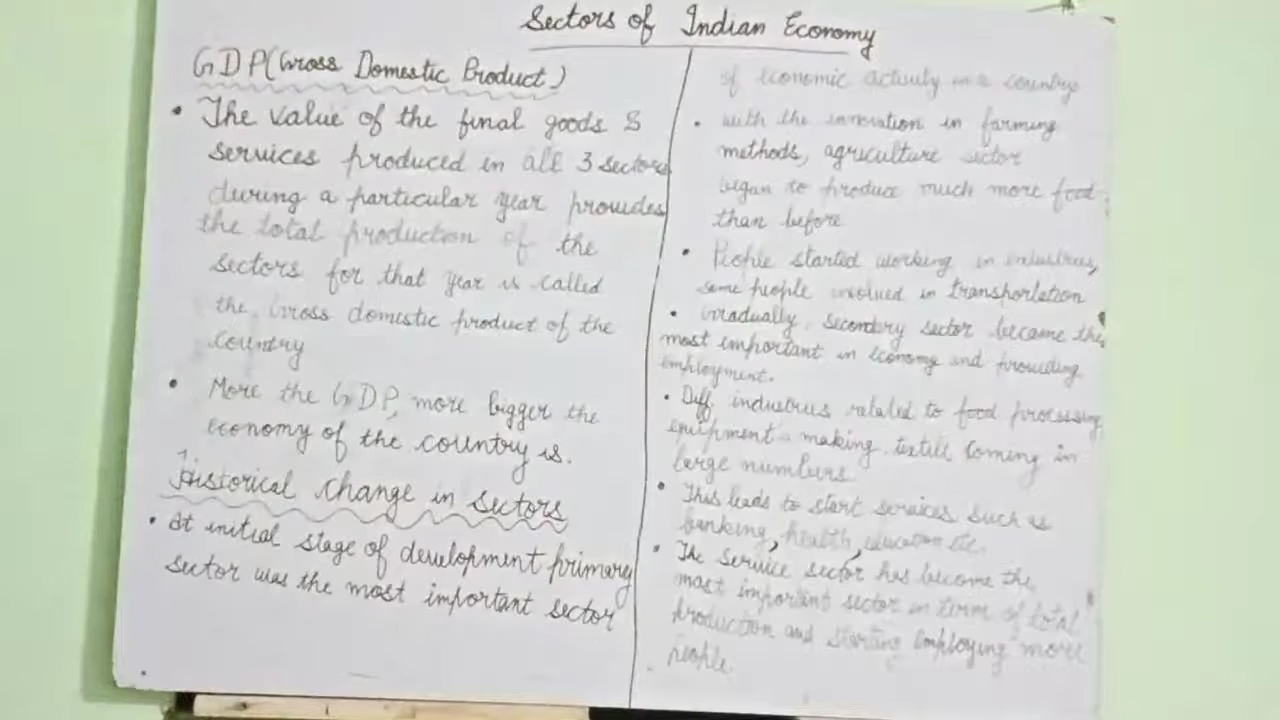 Sectors of Indian Economy
GDP (Gross Domestic Product)
• The value of the final goods &
services produced in all 3 sectors
during a particular year provides
the total production of the
sectors for that year is called
the Gross domestic product of the
country
• More the GDP, more bigger the
economy of the country is.
Historical change in sectors
• At initial stage of development primary
sector was the most important sector
of economic activity in a country
• with the innovation in farming
methods, agriculture sector
began to produce much more food
than before
• People started working in industries,
some people involved in transhortation
• Gradually, secondary sector became the
most important in economy and providing
employment.
• Diff industries related to food processing,
equipment - making, textile coming in
large numbers.
• This leads to start services such as
banking, health, education etc.
• The service sector has become the
most important sector in term of total
production and starting employing more
people